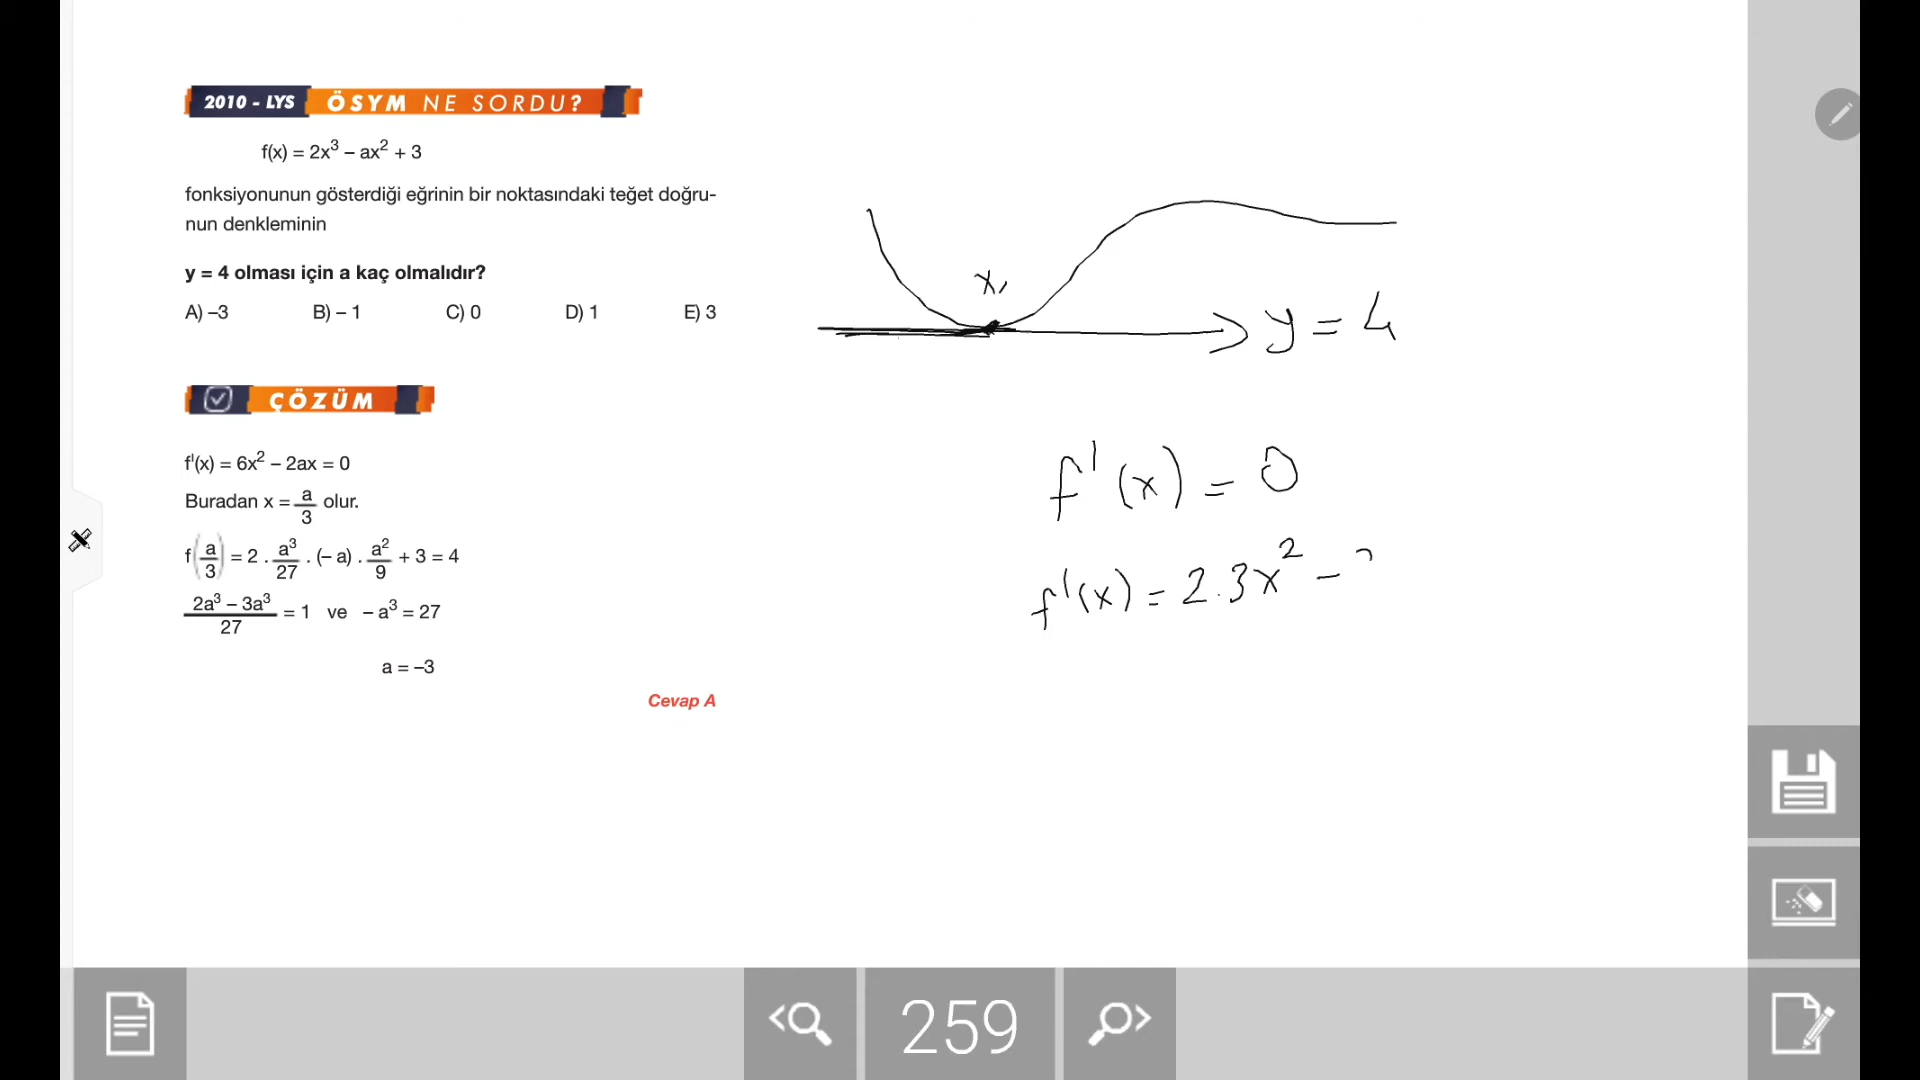 2010 - LYS ÖSYM NE SORDU?
f(x) = 2x³ – ax² + 3
fonksiyonunun gösterdiği eğrinin bir noktasındaki teğet doğru-
nun denkleminin
y = 4 olması için a kaç olmalıdır?
A) –3 B) – 1 C) 0 D) 1 E) 3
ÇÖZÜM
f'(x) = 6x² – 2ax = 0
Buradan x = a/3 olur.
f(a/3) = 2 . a³/27 . (– a) . a²/9 + 3 = 4
(2a³ – 3a³)/27 = 1 ve – a³ = 27
a = –3
Cevap A
x,
y = 4
f'(x) = 0
f'(x) = 2.3x² –
259